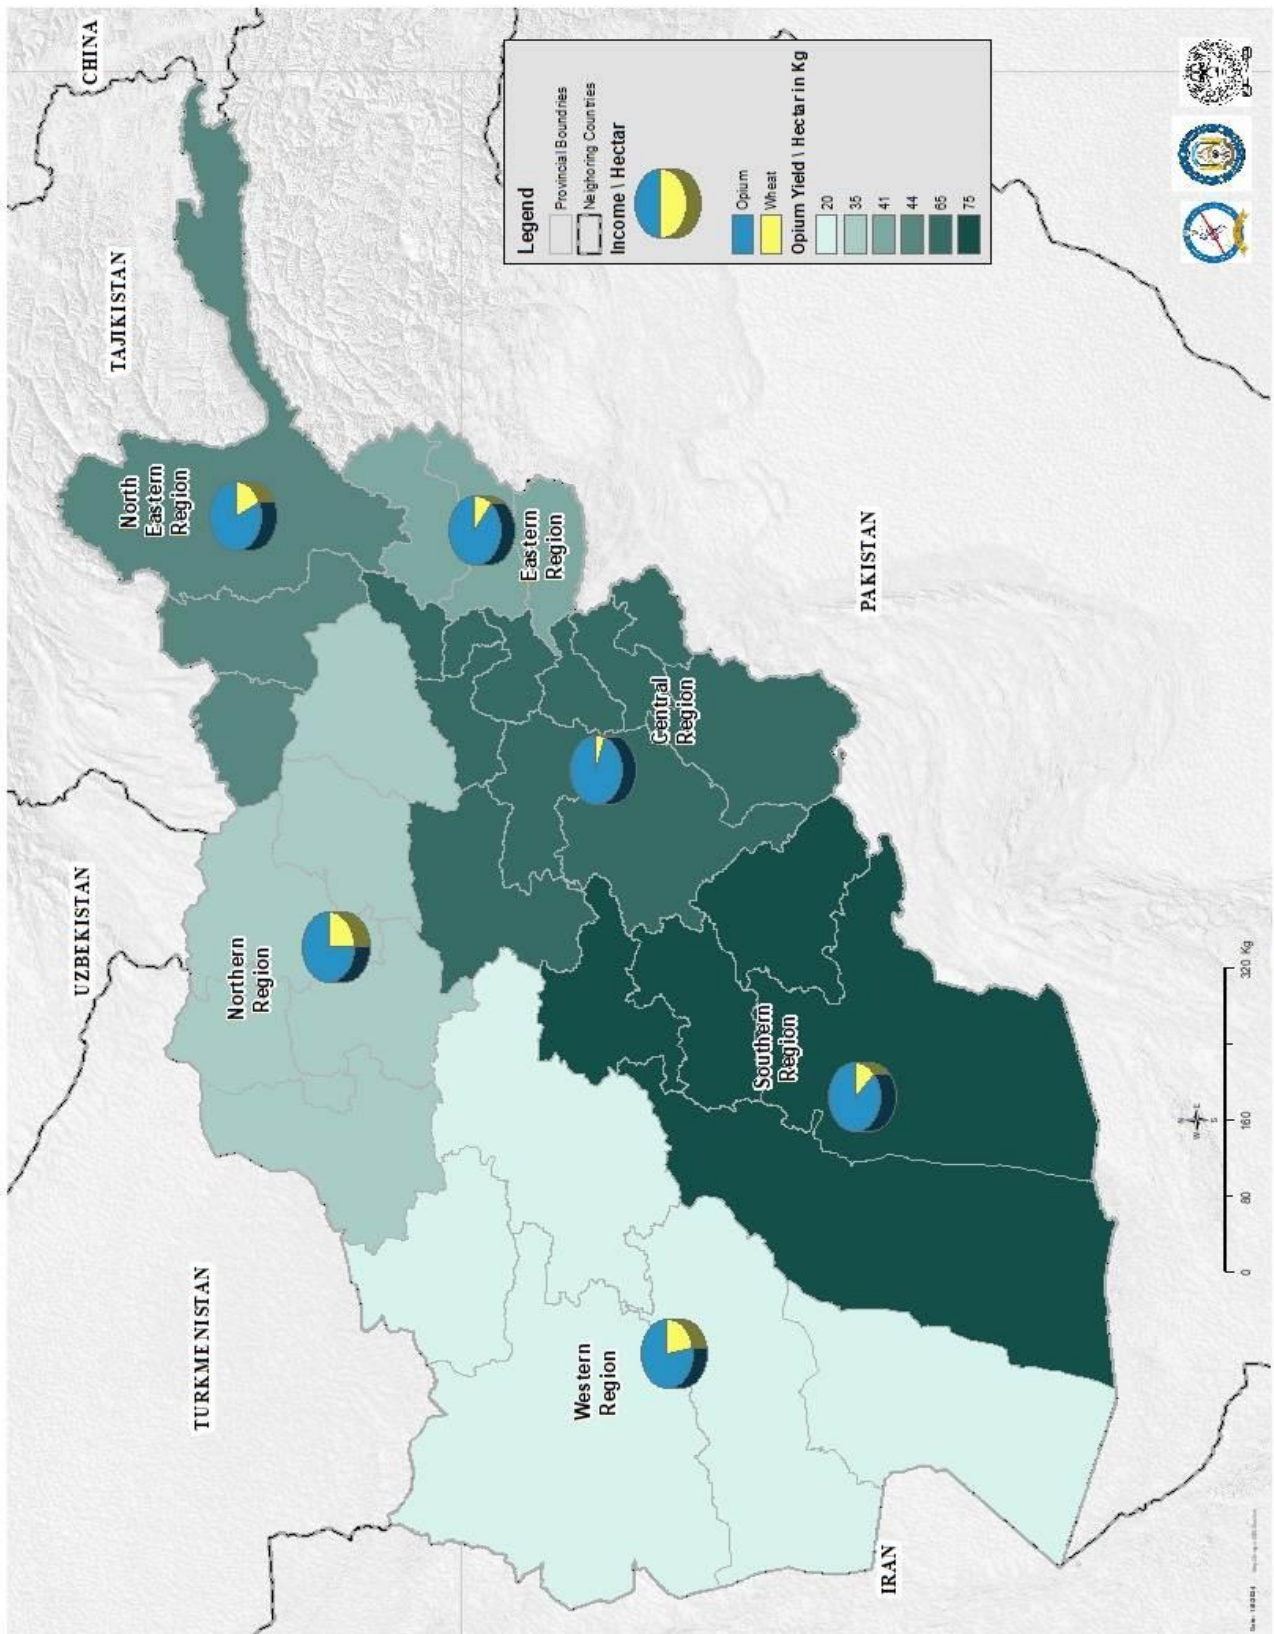 CHINA
TAJIKISTAN
UZBEKISTAN
TURKMENISTAN
North
Eastern
Region
Eastern
Region
Northern
Region
Central
Region
Western
Region
Southern
Region
PAKISTAN
IRAN
Legend
Provincial Boundries
Neighoring Countries
Income \ Hectar
Opium
Wheat
Opium Yield \ Hectar in Kg
20
35
41
44
65
75
N
W
E
S
0 80 160 320 Kg